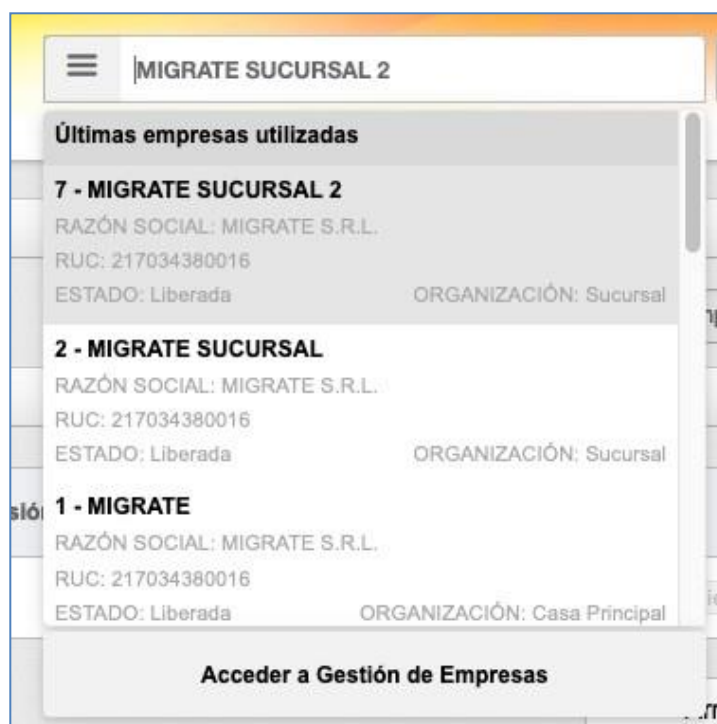 MIGRATE SUCURSAL 2
Últimas empresas utilizadas
7 - MIGRATE SUCURSAL 2
RAZÓN SOCIAL: MIGRATE S.R.L.
RUC: 217034380016
ESTADO: Liberada ORGANIZACIÓN: Sucursal
2 - MIGRATE SUCURSAL
RAZÓN SOCIAL: MIGRATE S.R.L.
RUC: 217034380016
ESTADO: Liberada ORGANIZACIÓN: Sucursal
1 - MIGRATE
RAZÓN SOCIAL: MIGRATE S.R.L.
RUC: 217034380016
ESTADO: Liberada ORGANIZACIÓN: Casa Principal
Acceder a Gestión de Empresas